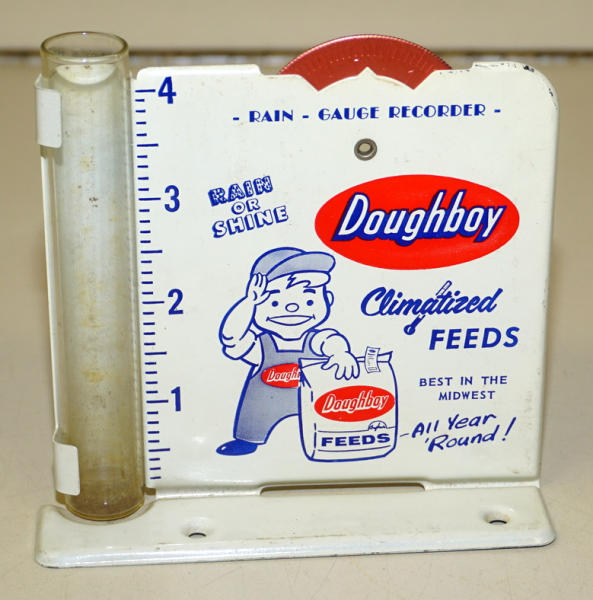 4
3
2
1
- RAIN - GAUGE RECORDER -
RAIN
OR
SHINE
Doughboy
Climatized
FEEDS
BEST IN THE
MIDWEST
All Year
'Round!
Doughboy
FEEDS